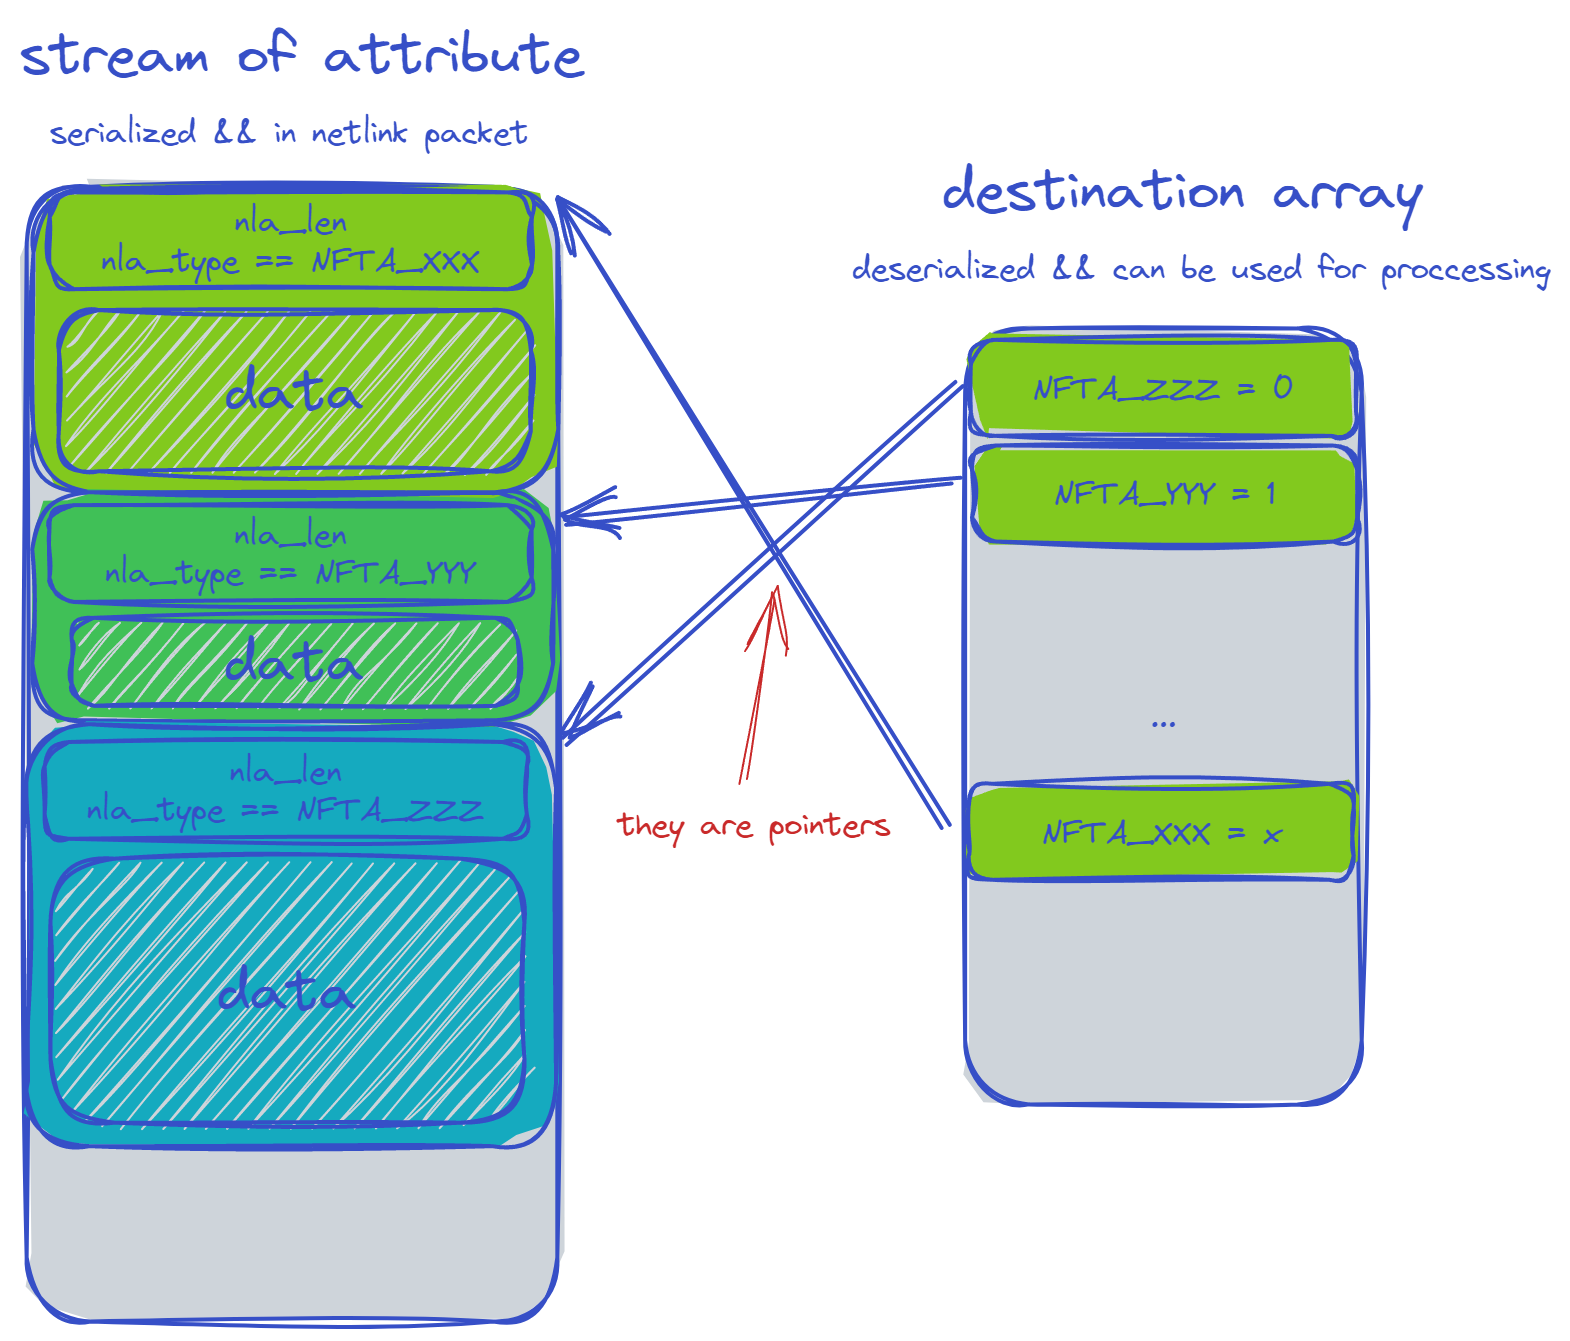 stream of attribute
serialized && in netlink packet
nla_len
nla_type == NFTA_XXX
data
nla_len
nla_type == NFTA_YYY
data
nla_len
nla_type == NFTA_ZZZ
data
they are pointers
destination array
deserialized && can be used for proccessing
NFTA_ZZZ = 0
NFTA_YYY = 1
...
NFTA_XXX = x